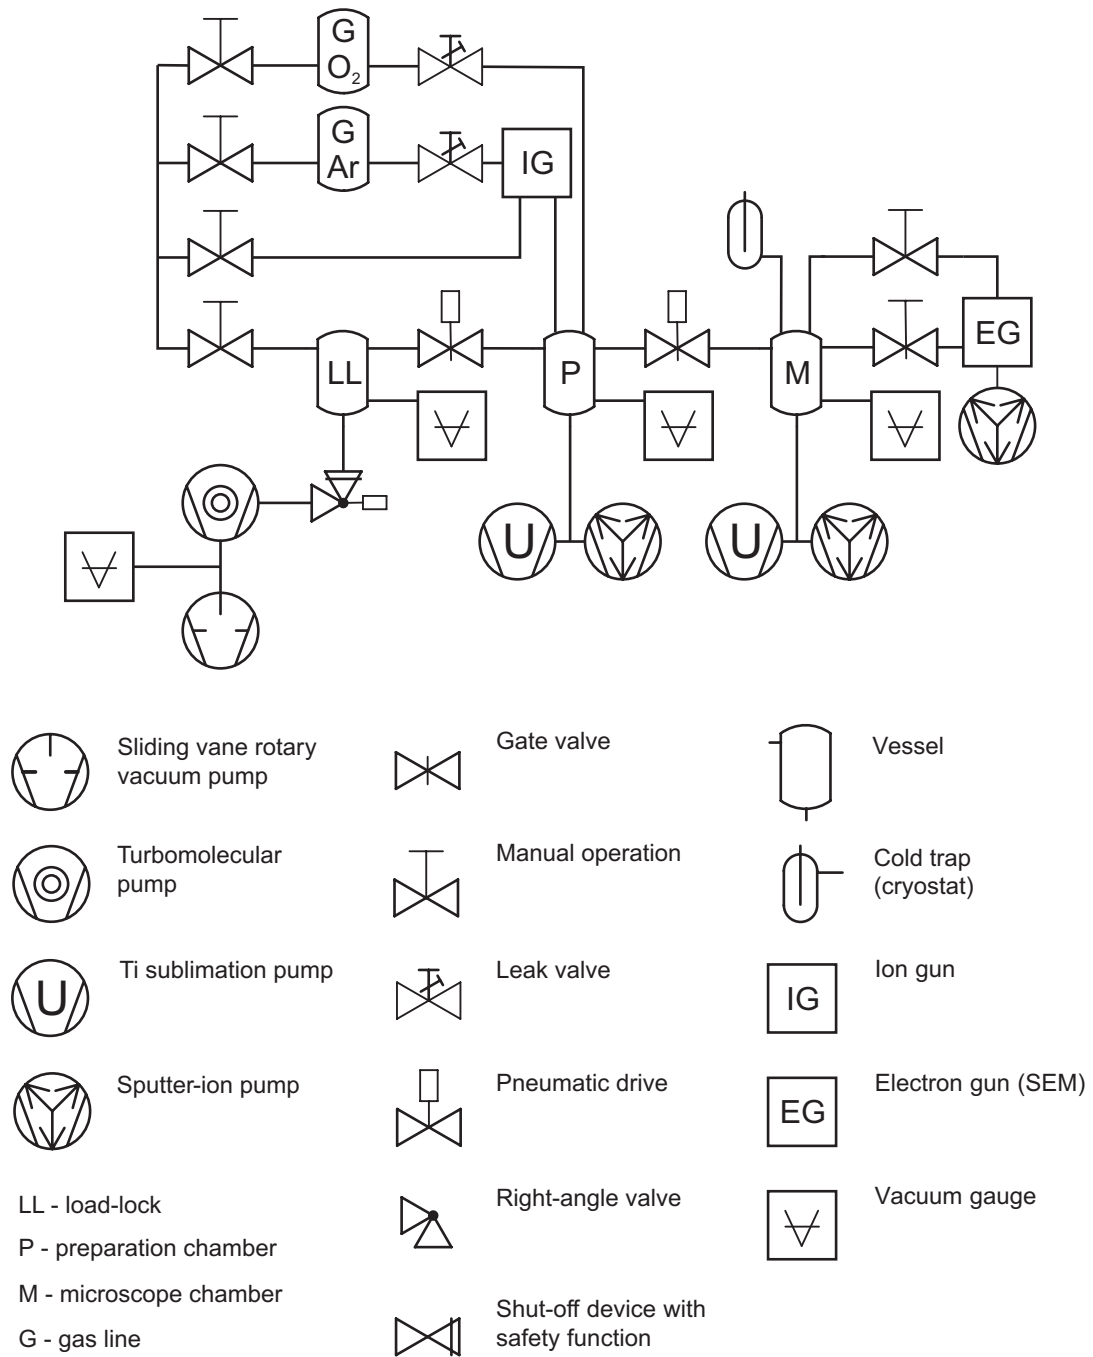 G
O2
G
Ar
IG
EG
LL
P
M
U
U
Sliding vane rotary
vacuum pump
Gate valve
Vessel
Turbomolecular
pump
Manual operation
Cold trap
(cryostat)
U
Ti sublimation pump
Leak valve
IG
Ion gun
Sputter-ion pump
Pneumatic drive
EG
Electron gun (SEM)
LL - load-lock
P - preparation chamber
M - microscope chamber
G - gas line
Right-angle valve
Vacuum gauge
Shut-off device with
safety function